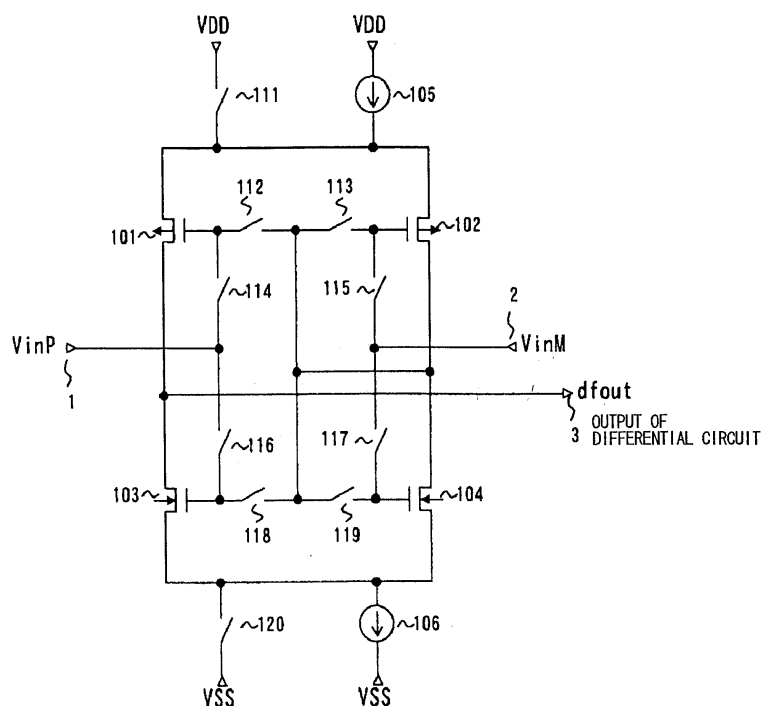 VDD VDD
~111 ~105
112 113
101~ ~102
~114 115~
2
VinP VinM
1
dfout
3 OUTPUT OF
DIFFERENTIAL CIRCUIT
~116 117~
103~ ~104
118 119
~120 ~106
VSS VSS